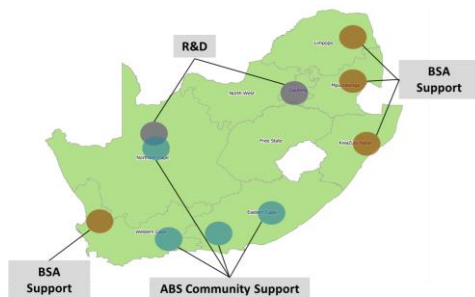 R&D
Limpopo
BSA
Support
Mpumalanga
Gauteng
North West
Free State
KwaZulu-Natal
Northern Cape
Eastern Cape
Western Cape
BSA
Support
ABS Community Support